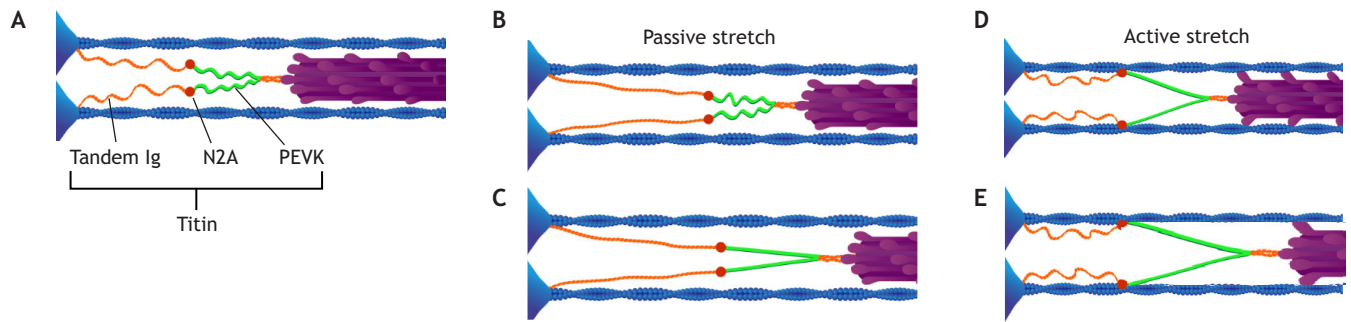 A
B
Passive stretch
D
Active stretch
Tandem Ig
N2A
PEVK
Titin
C
E